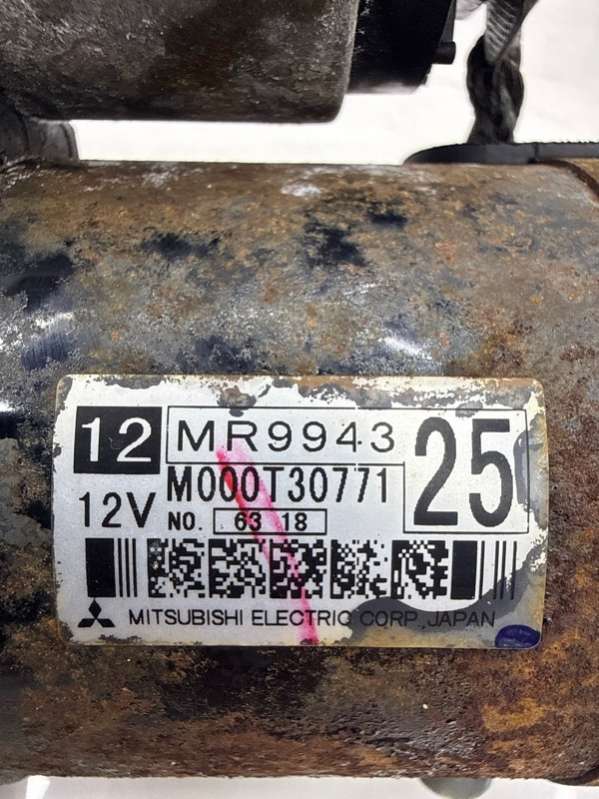 12 MR9943 25
M000T30771
12V NO. 63 18
MITSUBISHI ELECTRIC CORP.,JAPAN